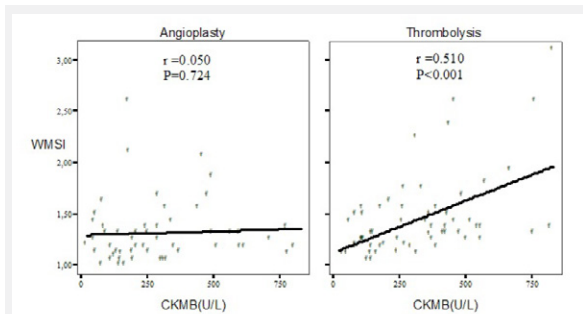 Angioplasty
Thrombolysis
r =0.050
P=0.724
r =0.510
P<0.001
WMSI
3,00
2,50
2,00
1,50
1,00
0
250
500
750
0
250
500
750
CKMB(U/L)
CKMB(U/L)